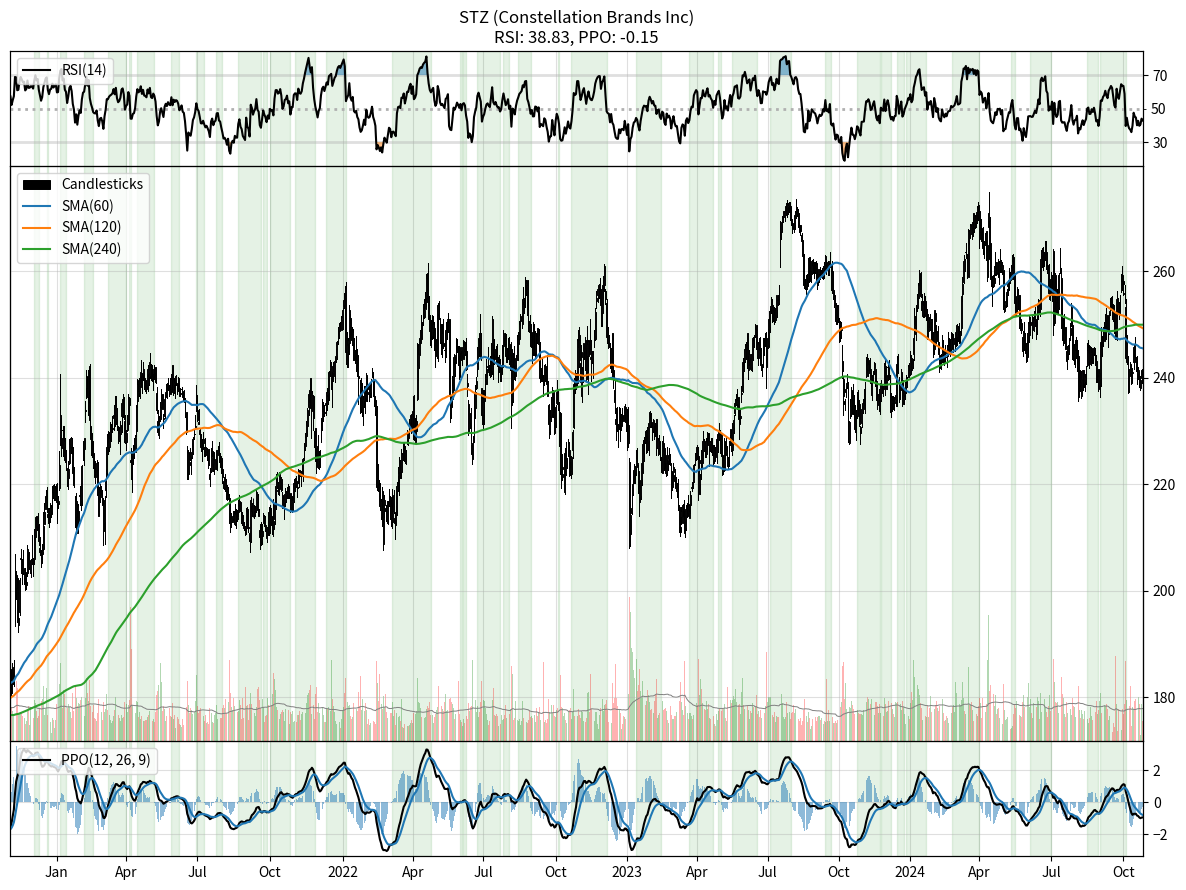 STZ (Constellation Brands Inc)
RSI: 38.83, PPO: -0.15
RSI(14)
70
50
30
Candlesticks
SMA(60)
SMA(120)
SMA(240)
260
240
220
200
180
PPO(12, 26, 9)
2
0
−2
Jan Apr Jul Oct 2022 Apr Jul Oct 2023 Apr Jul Oct 2024 Apr Jul Oct